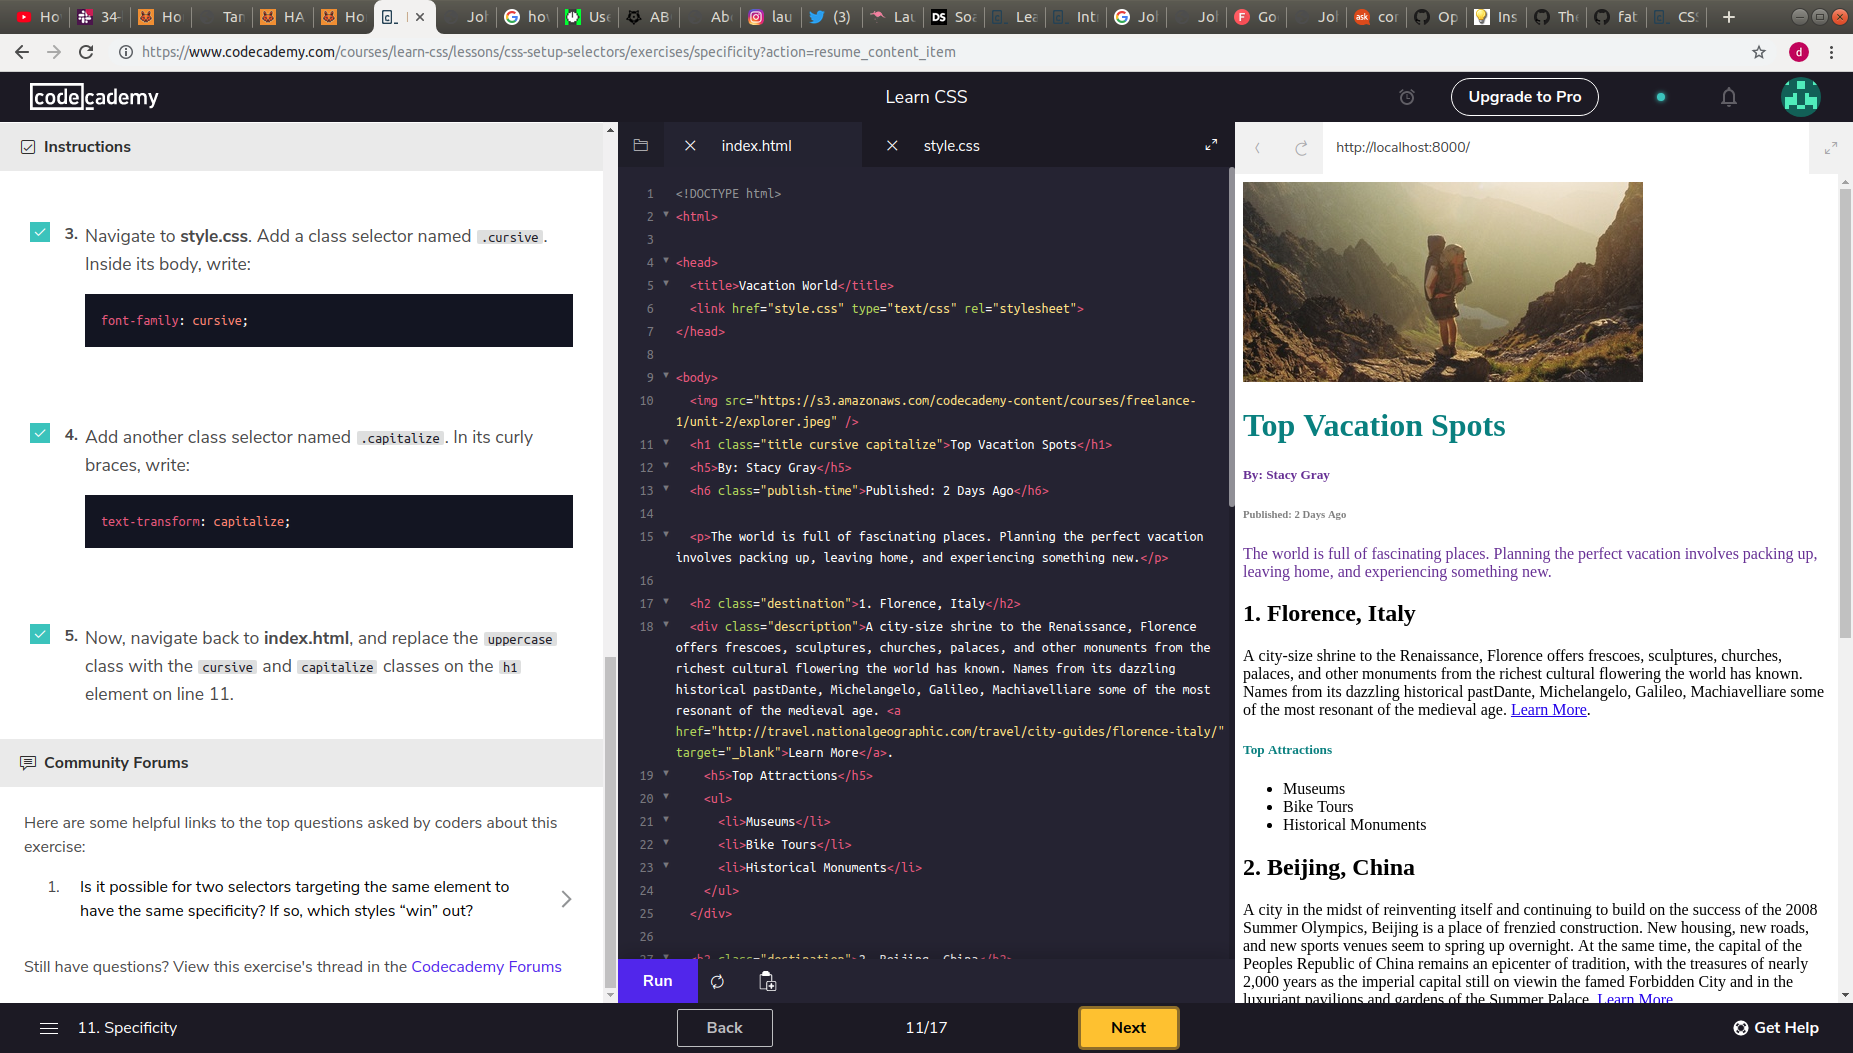 Ho
34-
Ho
Tan
HA
Ho
Joh
hov
Use
AB
Abo
lau
(3)
Lau
Soa
Lea
Intr
Job
Job
Go
Job
cor
Op
Ins
The
fat
CSS
https://www.codecademy.com/courses/learn-css/lessons/css-setup-selectors/exercises/specificity?action=resume_content_item
d
codecademy
Learn CSS
Upgrade to Pro
Instructions
3. Navigate to style.css. Add a class selector named .cursive.
Inside its body, write:
font-family: cursive;
4. Add another class selector named .capitalize. In its curly
braces, write:
text-transform: capitalize;
5. Now, navigate back to index.html, and replace the uppercase
class with the cursive and capitalize classes on the h1
element on line 11.
Community Forums
Here are some helpful links to the top questions asked by coders about this
exercise:
1. Is it possible for two selectors targeting the same element to
have the same specificity? If so, which styles “win” out?
Still have questions? View this exercise's thread in the Codecademy Forums
index.html
style.css
1 <!DOCTYPE html>
2 <html>
3
4 <head>
5 <title>Vacation World</title>
6 <link href="style.css" type="text/css" rel="stylesheet">
7 </head>
8
9 <body>
10 <img src="https://s3.amazonaws.com/codecademy-content/courses/freelance-
1/unit-2/explorer.jpeg" />
11 <h1 class="title cursive capitalize">Top Vacation Spots</h1>
12 <h5>By: Stacy Gray</h5>
13 <h6 class="publish-time">Published: 2 Days Ago</h6>
14
15 <p>The world is full of fascinating places. Planning the perfect vacation
involves packing up, leaving home, and experiencing something new.</p>
16
17 <h2 class="destination">1. Florence, Italy</h2>
18 <div class="description">A city-size shrine to the Renaissance, Florence
offers frescoes, sculptures, churches, palaces, and other monuments from the
richest cultural flowering the world has known. Names from its dazzling
historical pastDante, Michelangelo, Galileo, Machiavelliare some of the most
resonant of the medieval age. <a
href="http://travel.nationalgeographic.com/travel/city-guides/florence-italy/"
target="_blank">Learn More</a>.
19 <h5>Top Attractions</h5>
20 <ul>
21 <li>Museums</li>
22 <li>Bike Tours</li>
23 <li>Historical Monuments</li>
24 </ul>
25 </div>
26
27 <h2 class="destination">2. Beijing, China</h2>
Run
http://localhost:8000/
Top Vacation Spots
By: Stacy Gray
Published: 2 Days Ago
The world is full of fascinating places. Planning the perfect vacation involves packing up,
leaving home, and experiencing something new.
1. Florence, Italy
A city-size shrine to the Renaissance, Florence offers frescoes, sculptures, churches,
palaces, and other monuments from the richest cultural flowering the world has known.
Names from its dazzling historical pastDante, Michelangelo, Galileo, Machiavelliare some
of the most resonant of the medieval age. Learn More.
Top Attractions
Museums
Bike Tours
Historical Monuments
2. Beijing, China
A city in the midst of reinventing itself and continuing to build on the success of the 2008
Summer Olympics, Beijing is a place of frenzied construction. New housing, new roads,
and new sports venues seem to spring up overnight. At the same time, the capital of the
Peoples Republic of China remains an epicenter of tradition, with the treasures of nearly
2,000 years as the imperial capital still on viewin the famed Forbidden City and in the
luxuriant pavilions and gardens of the Summer Palace. Learn More
11. Specificity
Back
11/17
Next
Get Help